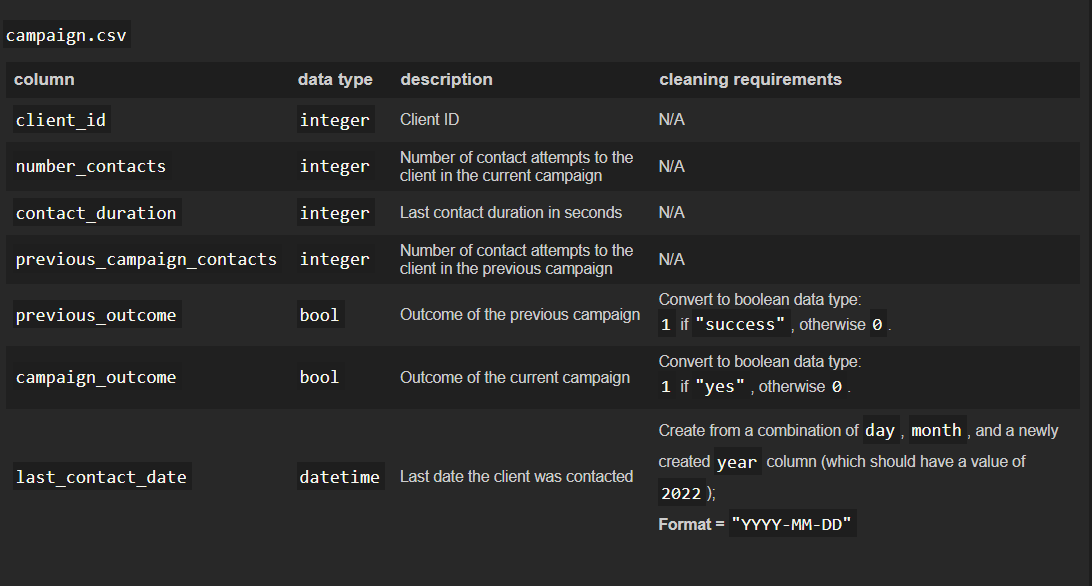 campaign.csv
column data type description cleaning requirements
client_id integer Client ID N/A
number_contacts integer Number of contact attempts to the client in the current campaign N/A
contact_duration integer Last contact duration in seconds N/A
previous_campaign_contacts integer Number of contact attempts to the client in the previous campaign N/A
previous_outcome bool Outcome of the previous campaign Convert to boolean data type:
1 if "success" , otherwise 0 .
campaign_outcome bool Outcome of the current campaign Convert to boolean data type:
1 if "yes" , otherwise 0 .
last_contact_date datetime Last date the client was contacted Create from a combination of day , month , and a newly
created year column (which should have a value of
2022 );
Format = "YYYY-MM-DD"